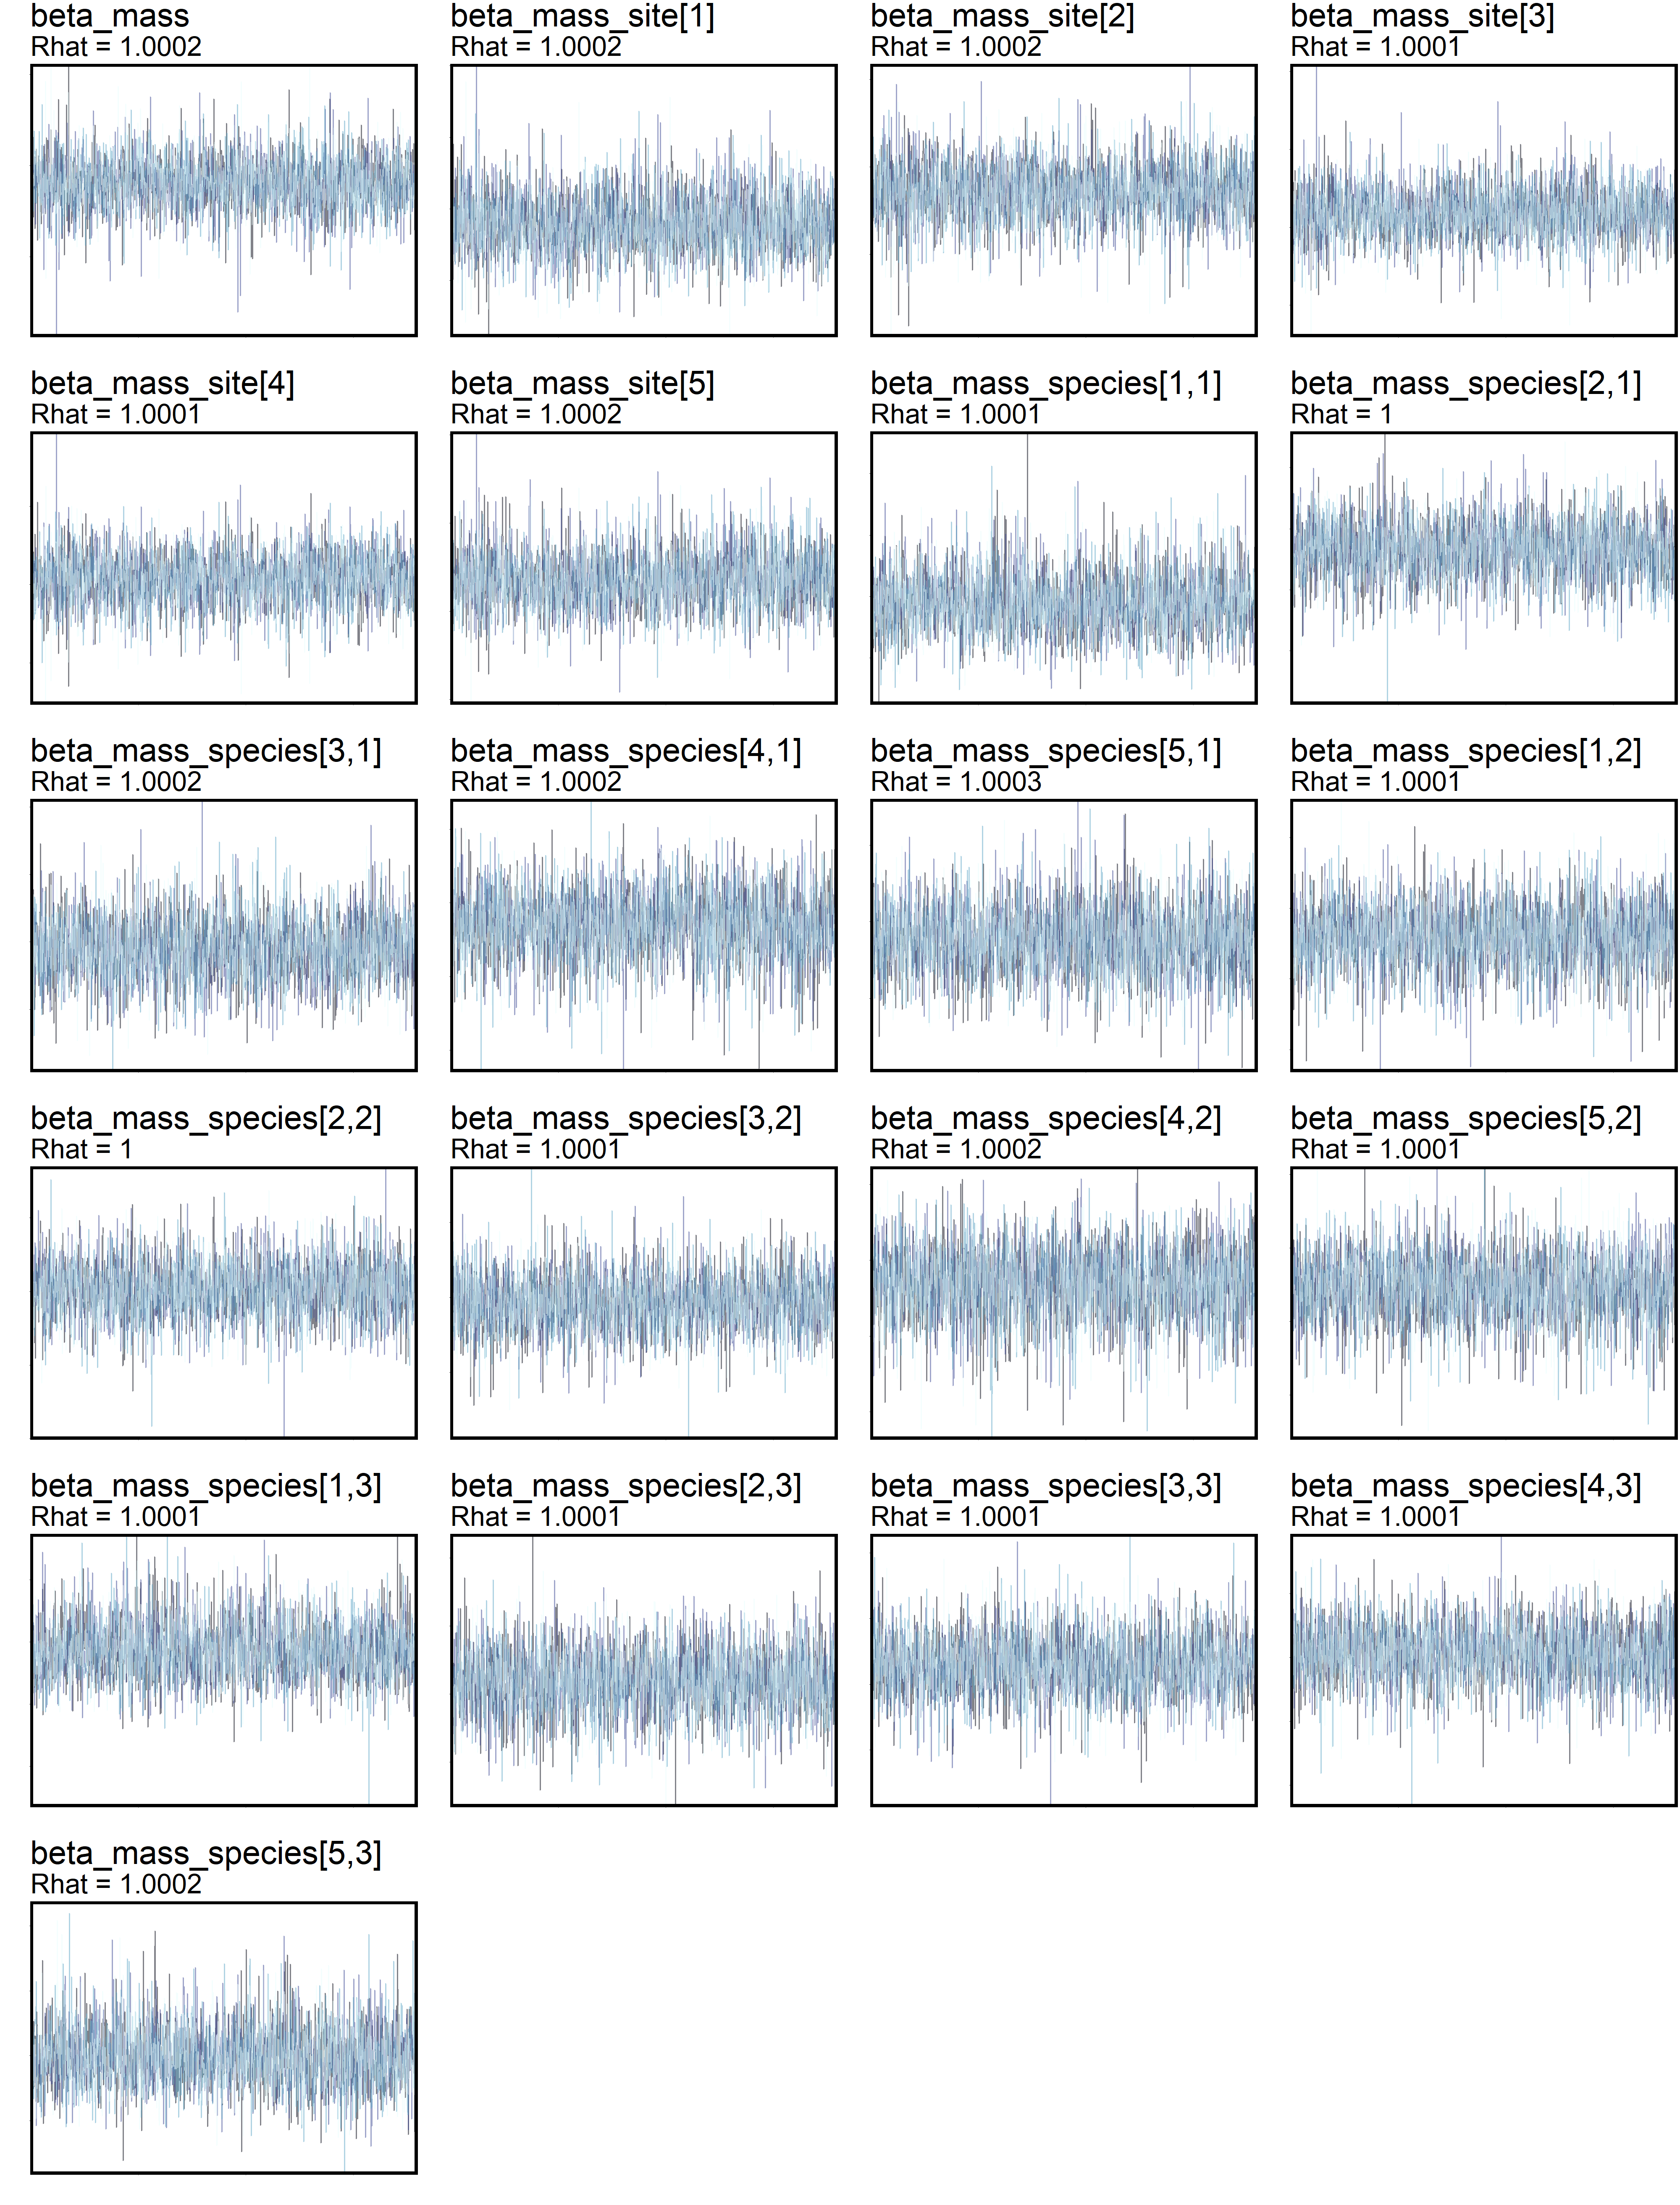 beta_mass
Rhat = 1.0002
beta_mass_site[1]
Rhat = 1.0002
beta_mass_site[2]
Rhat = 1.0002
beta_mass_site[3]
Rhat = 1.0001
beta_mass_site[4]
Rhat = 1.0001
beta_mass_site[5]
Rhat = 1.0002
beta_mass_species[1,1]
Rhat = 1.0001
beta_mass_species[2,1]
Rhat = 1
beta_mass_species[3,1]
Rhat = 1.0002
beta_mass_species[4,1]
Rhat = 1.0002
beta_mass_species[5,1]
Rhat = 1.0003
beta_mass_species[1,2]
Rhat = 1.0001
beta_mass_species[2,2]
Rhat = 1
beta_mass_species[3,2]
Rhat = 1.0001
beta_mass_species[4,2]
Rhat = 1.0002
beta_mass_species[5,2]
Rhat = 1.0001
beta_mass_species[1,3]
Rhat = 1.0001
beta_mass_species[2,3]
Rhat = 1.0001
beta_mass_species[3,3]
Rhat = 1.0001
beta_mass_species[4,3]
Rhat = 1.0001
beta_mass_species[5,3]
Rhat = 1.0002